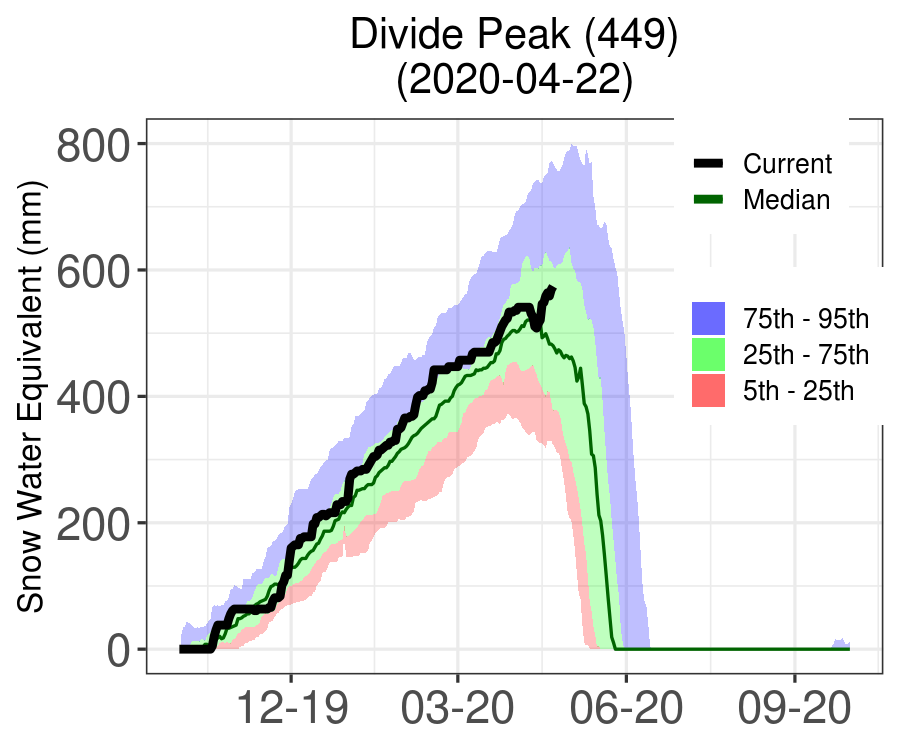 Divide Peak (449)
(2020-04-22)
Snow Water Equivalent (mm)
800
600
400
200
0
12-19
03-20
06-20
09-20
Current
Median
75th - 95th
25th - 75th
5th - 25th